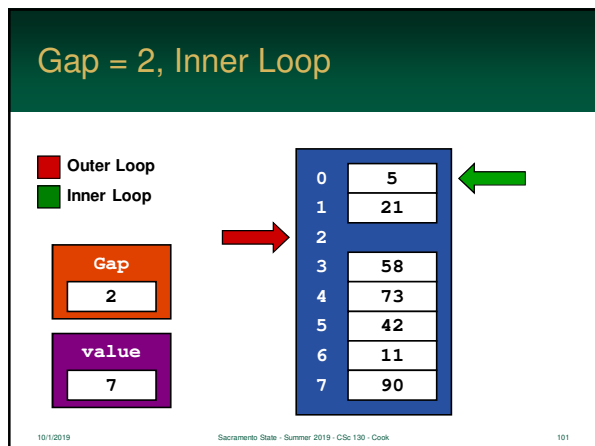 Gap = 2, Inner Loop
Outer Loop
Inner Loop
Gap
2
value
7
0 5
1 21
2
3 58
4 73
5 42
6 11
7 90
10/1/2019 Sacramento State - Summer 2019 - CSc 130 - Cook 101